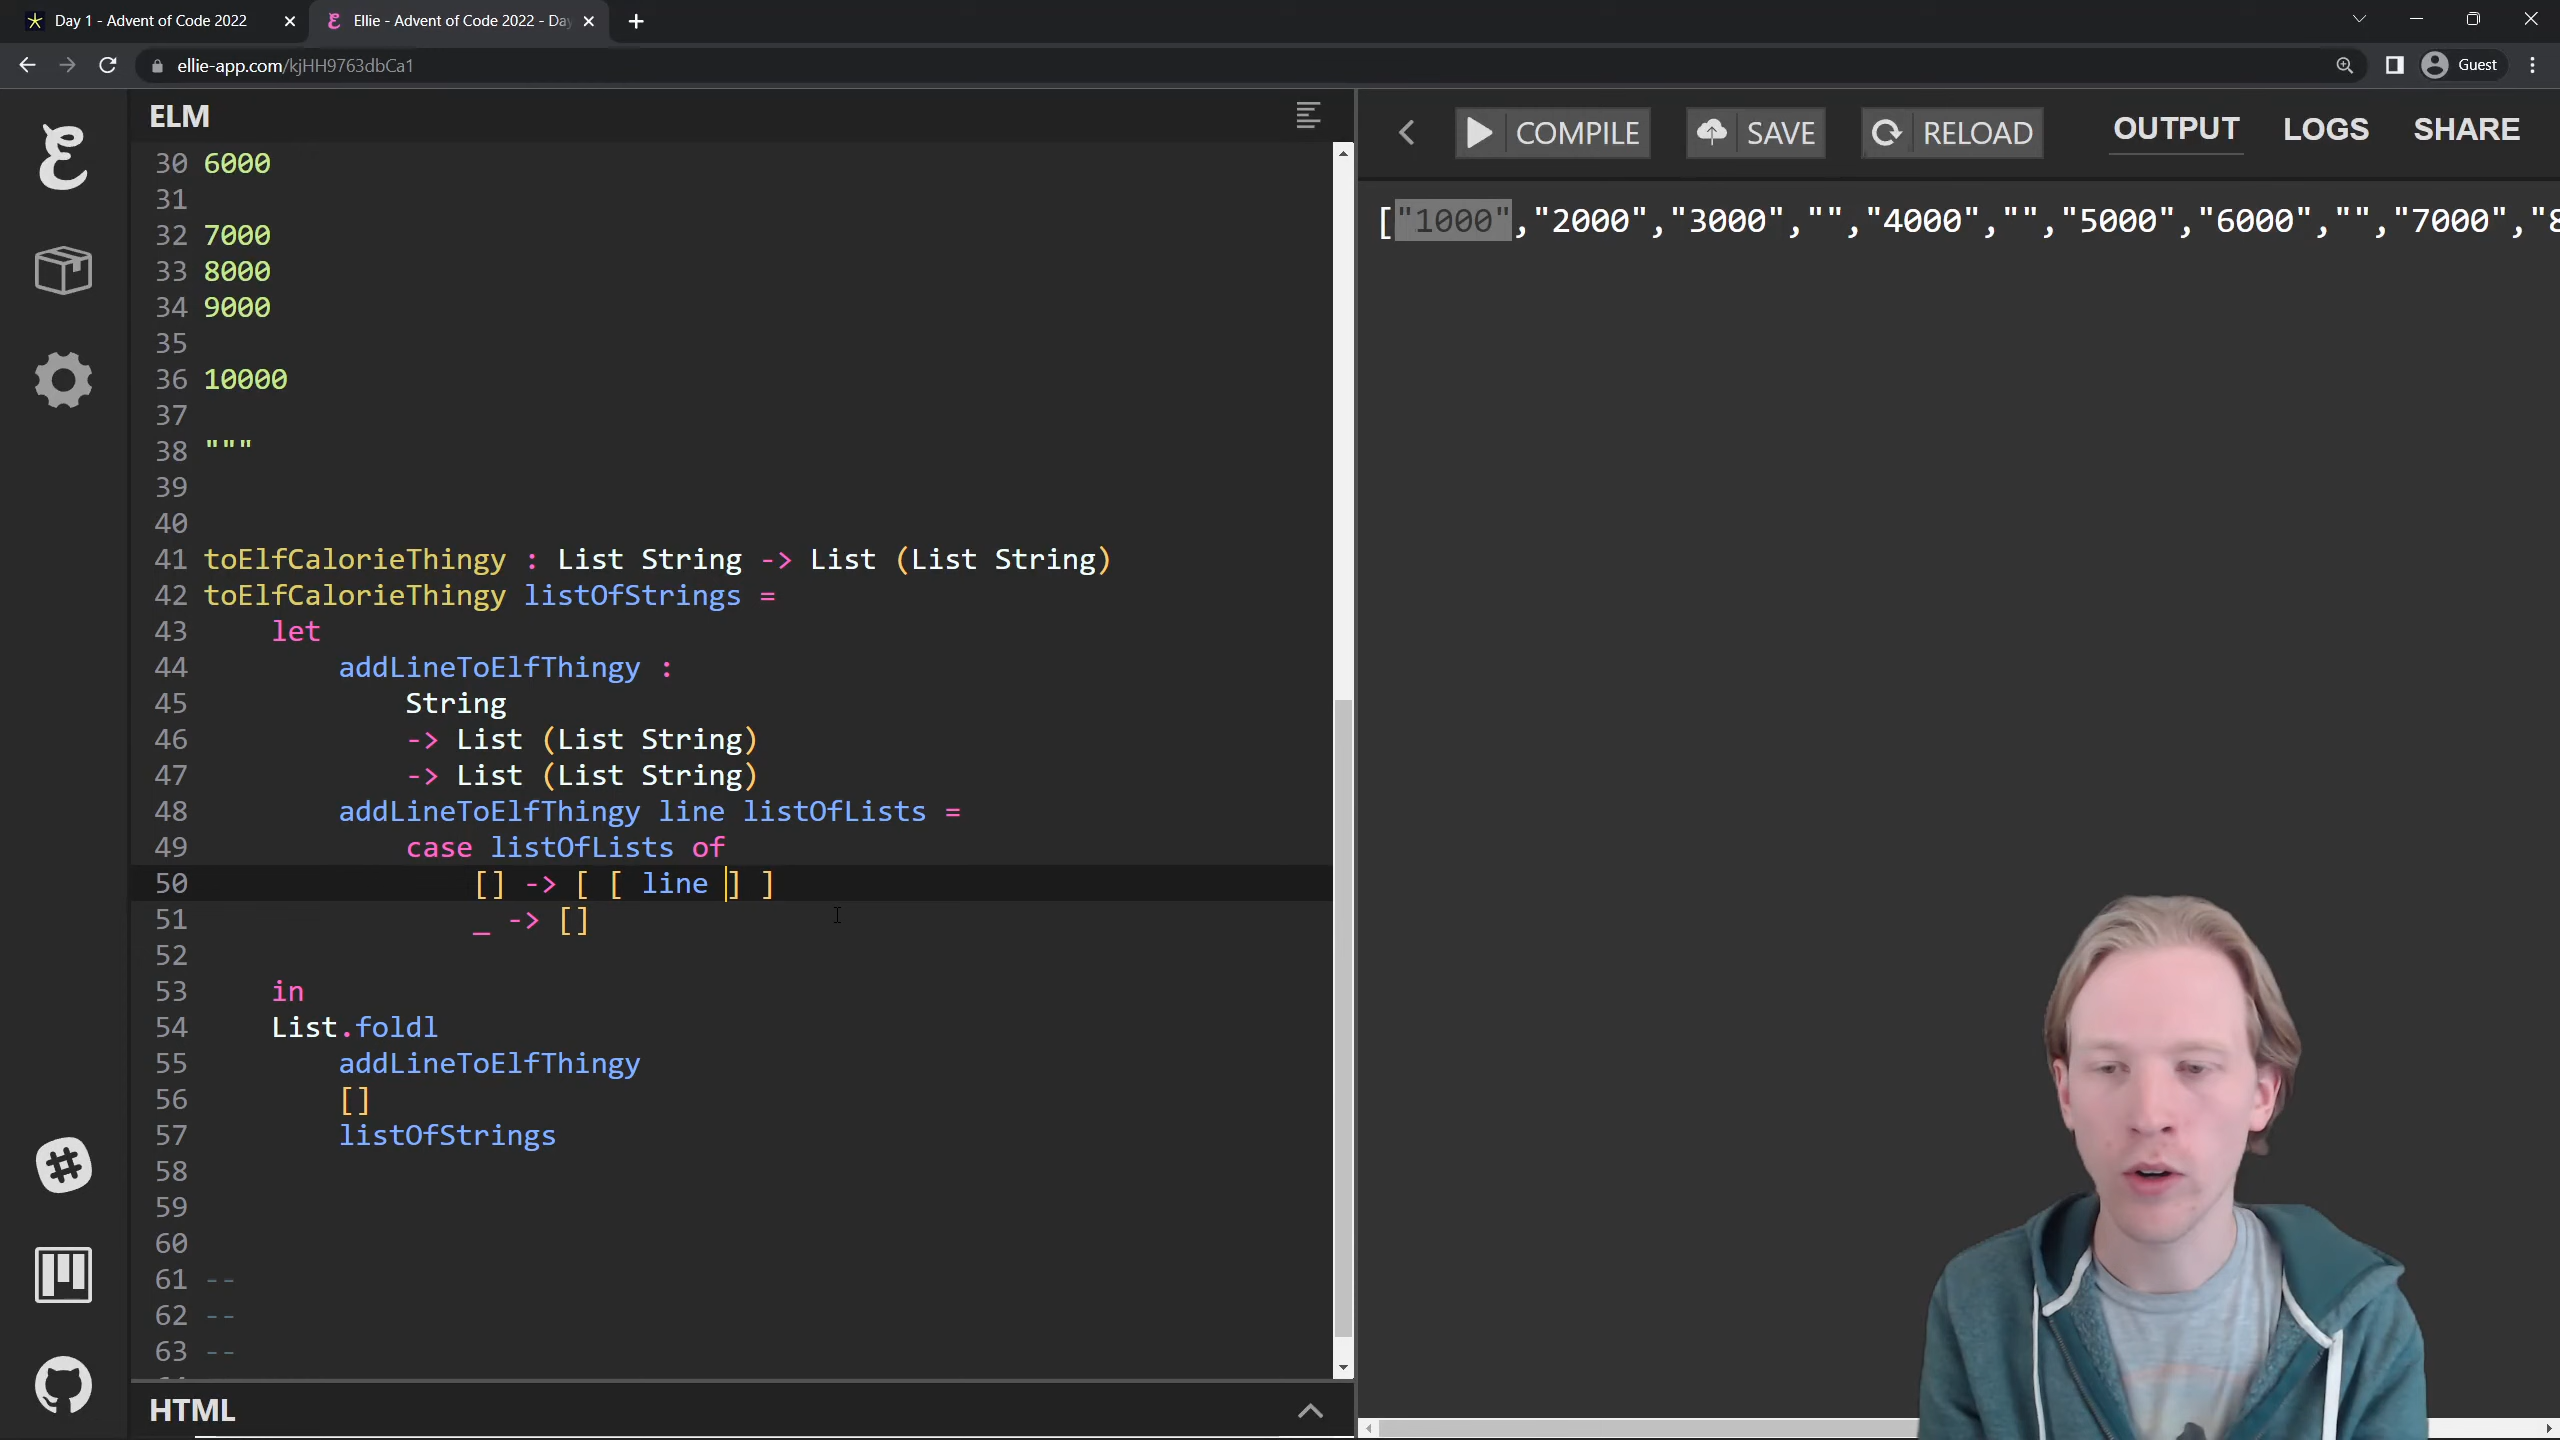 Day 1 - Advent of Code 2022
Ellie - Advent of Code 2022 - Da
ellie-app.com/kjHH9763dbCa1
Guest
ELM
COMPILE
SAVE
RELOAD
OUTPUT
LOGS
SHARE
["1000","2000","3000","","4000","","5000","6000","","7000","8
30 6000
31
32 7000
33 8000
34 9000
35
36 10000
37
38 """
39
40
41 toElfCalorieThingy : List String -> List (List String)
42 toElfCalorieThingy listOfStrings =
43 let
44 addLineToElfThingy :
45 String
46 -> List (List String)
47 -> List (List String)
48 addLineToElfThingy line listOfLists =
49 case listOfLists of
50 [] -> [ [ line ] ]
51 _ -> []
52
53 in
54 List.foldl
55 addLineToElfThingy
56 []
57 listOfStrings
58
59
60
61 --
62 --
63 --
HTML